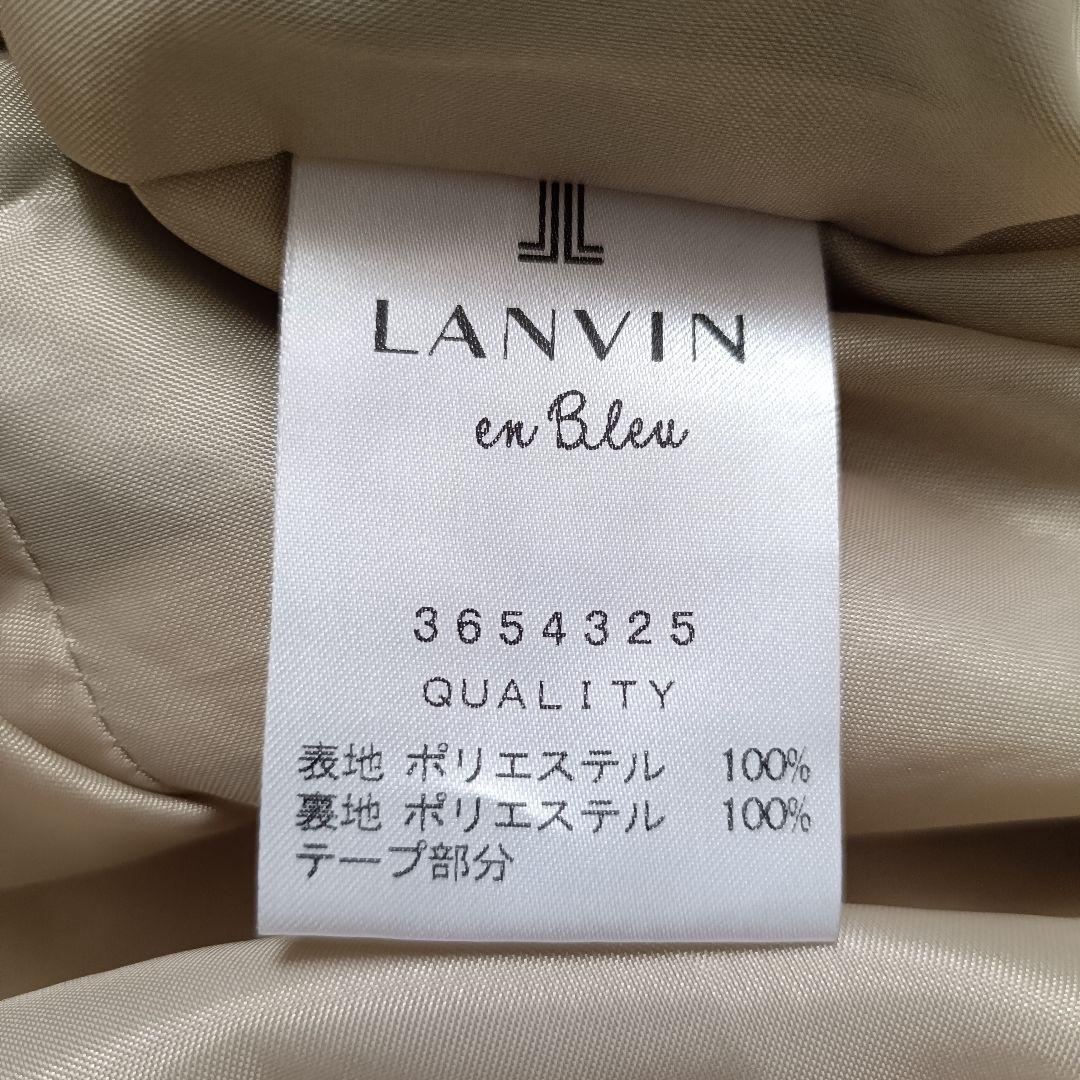 LANVIN
en Bleu
3654325
QUALITY
表地 ポリエステル 100%
裏地 ポリエステル 100%
テープ部分